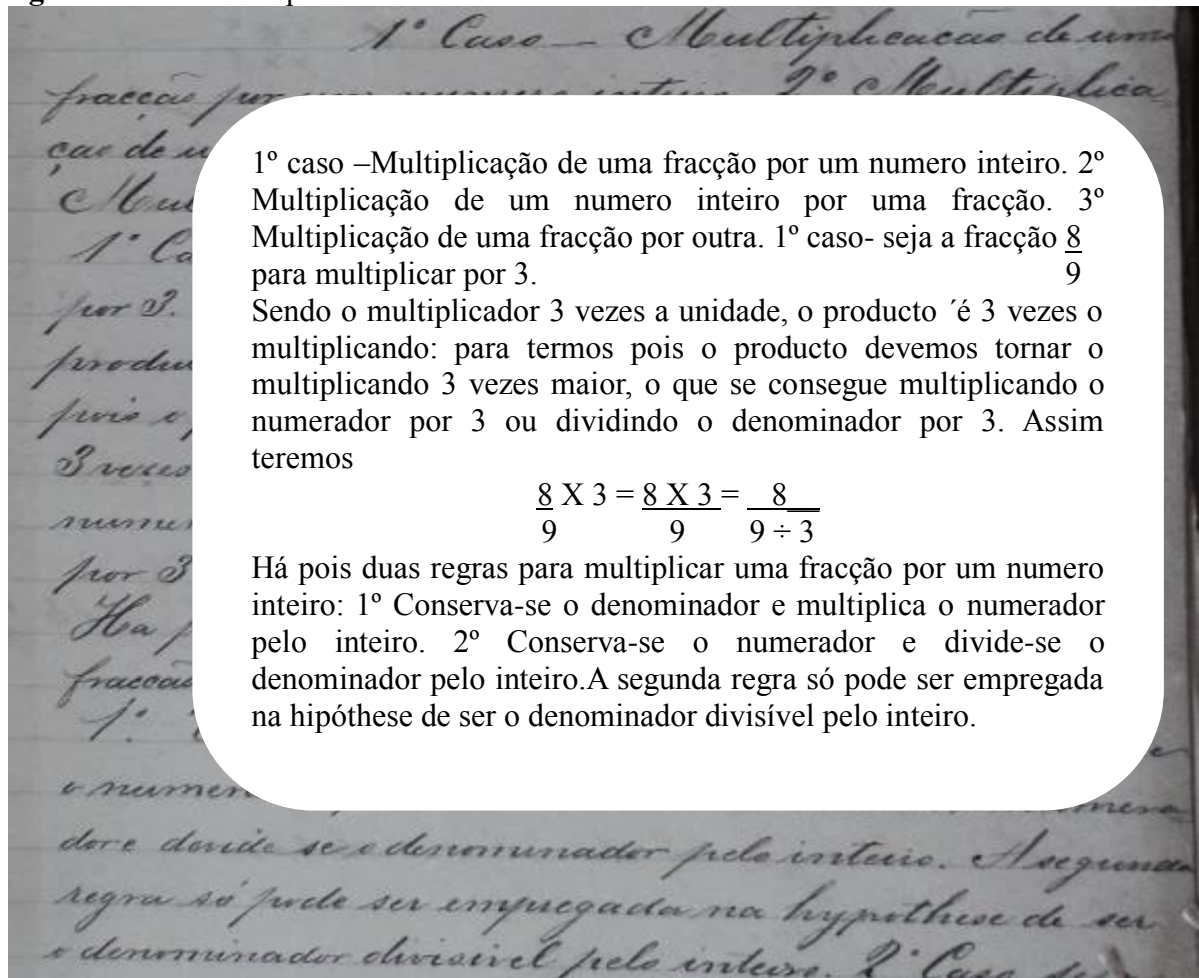 1º Caso — Multiplicacão de uma
fraccão por um numero inteiro. 2º Multiplica
ção de u
Mul
1º Ca
por 3.
produ
pois o p
3 vezes
numer
por 3
Ha p
fraccão
1º
o numer
dor e devide se o denominador pelo inteiro. A segunda
regra só pode ser empregada na hypothese de ser
o denominador divisivel pelo inteiro. 2º Caso
1º caso –Multiplicação de uma fracção por um numero inteiro. 2º
Multiplicação de um numero inteiro por uma fracção. 3º
Multiplicação de uma fracção por outra. 1º caso- seja a fracção 8
para multiplicar por 3. 9
Sendo o multiplicador 3 vezes a unidade, o producto ´é 3 vezes o
multiplicando: para termos pois o producto devemos tornar o
multiplicando 3 vezes maior, o que se consegue multiplicando o
numerador por 3 ou dividindo o denominador por 3. Assim
teremos
8 X 3 = 8 X 3 = 8
9 9 9 ÷ 3
Há pois duas regras para multiplicar uma fracção por um numero
inteiro: 1º Conserva-se o denominador e multiplica o numerador
pelo inteiro. 2º Conserva-se o numerador e divide-se o
denominador pelo inteiro.A segunda regra só pode ser empregada
na hipóthese de ser o denominador divisível pelo inteiro.